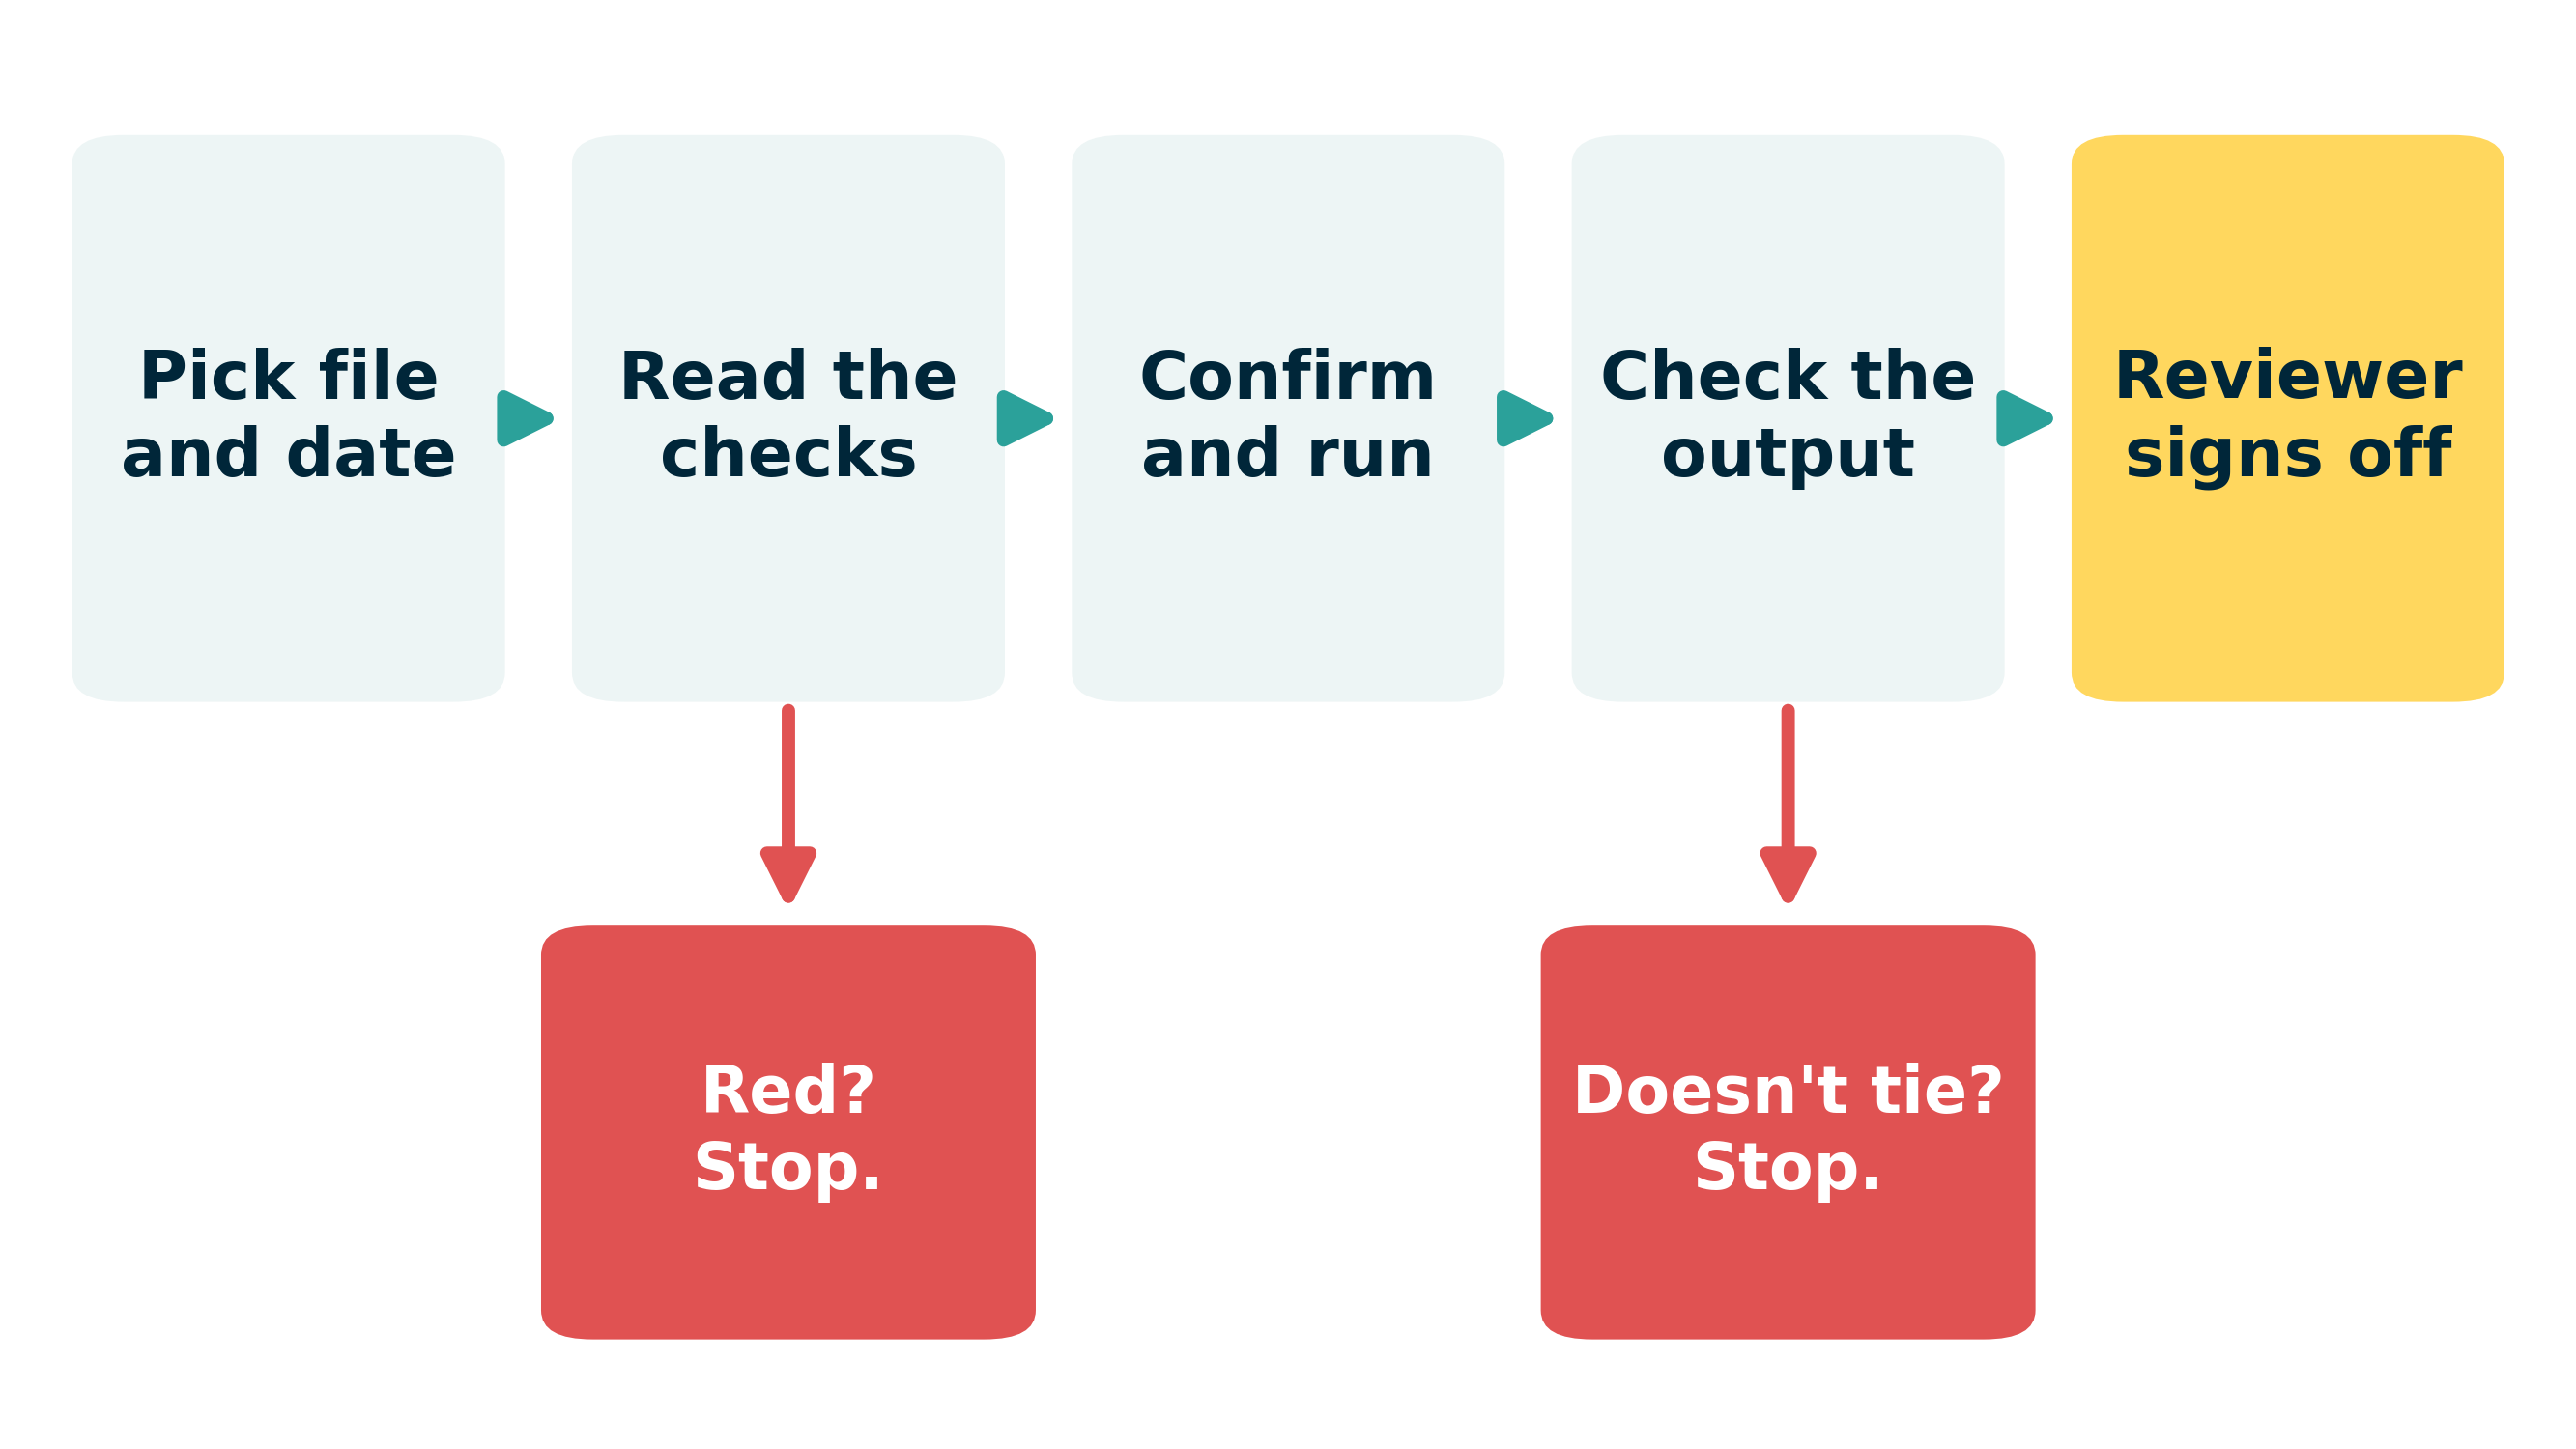 Pick file
and date
Read the
checks
Confirm
and run
Check the
output
Reviewer
signs off
Red?
Stop.
Doesn't tie?
Stop.